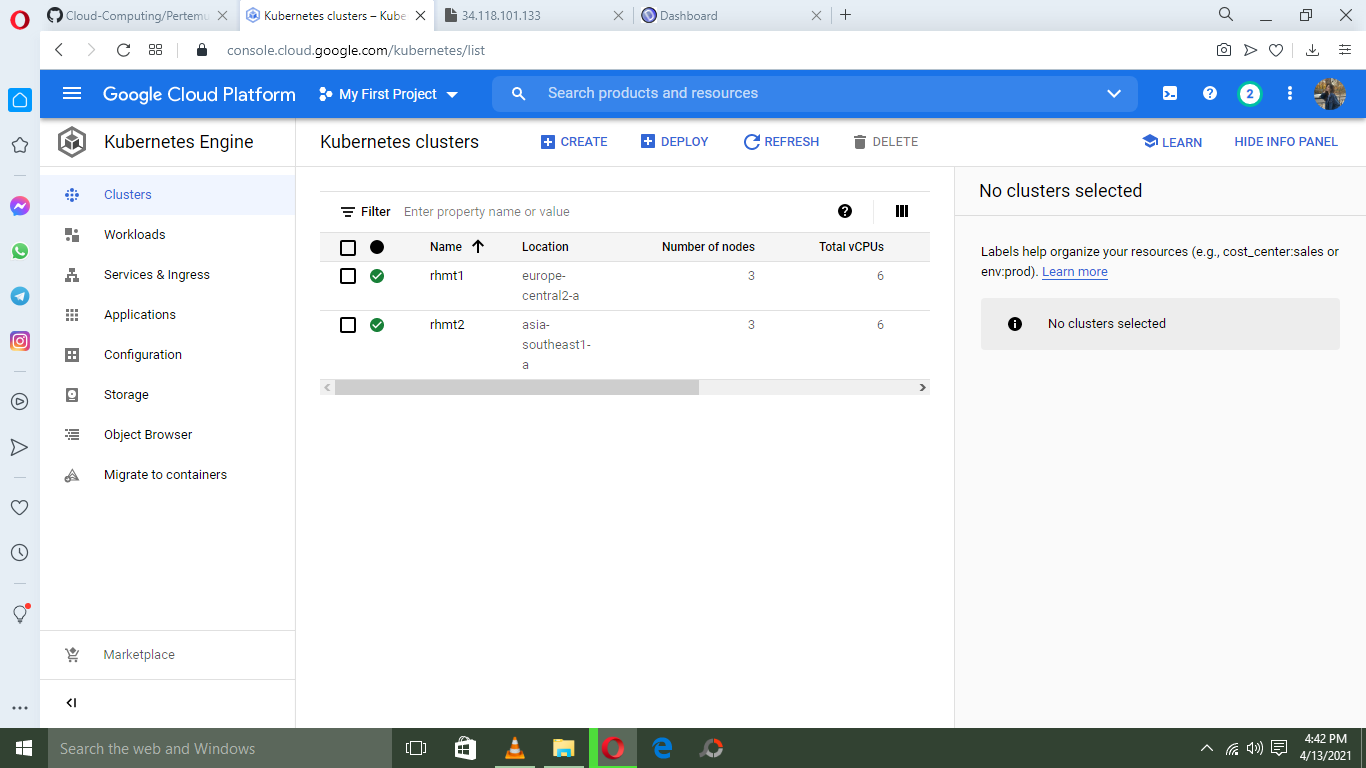 Cloud-Computing/Pertemu
Kubernetes clusters – Kube
34.118.101.133
Dashboard
console.cloud.google.com/kubernetes/list
Google Cloud Platform
My First Project
Search products and resources
2
Kubernetes Engine
Kubernetes clusters
CREATE
DEPLOY
REFRESH
DELETE
LEARN
HIDE INFO PANEL
Clusters
Workloads
Services & Ingress
Applications
Configuration
Storage
Object Browser
Migrate to containers
Marketplace
Filter Enter property name or value
Name Location Number of nodes Total vCPUs
rhmt1 europe- 3 6
central2-a
rhmt2 asia- 3 6
southeast1-
a
No clusters selected
Labels help organize your resources (e.g., cost_center:sales or
env:prod). Learn more
No clusters selected
Search the web and Windows
4:42 PM
4/13/2021